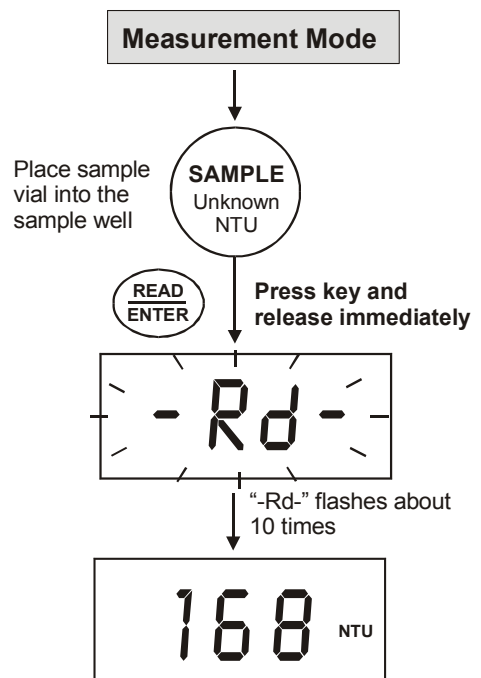 Measurement Mode
Place sample
vial into the
sample well
SAMPLE
Unknown
NTU
READ
ENTER
Press key and
release immediately
-Rd-
“-Rd-” flashes about
10 times
168 NTU